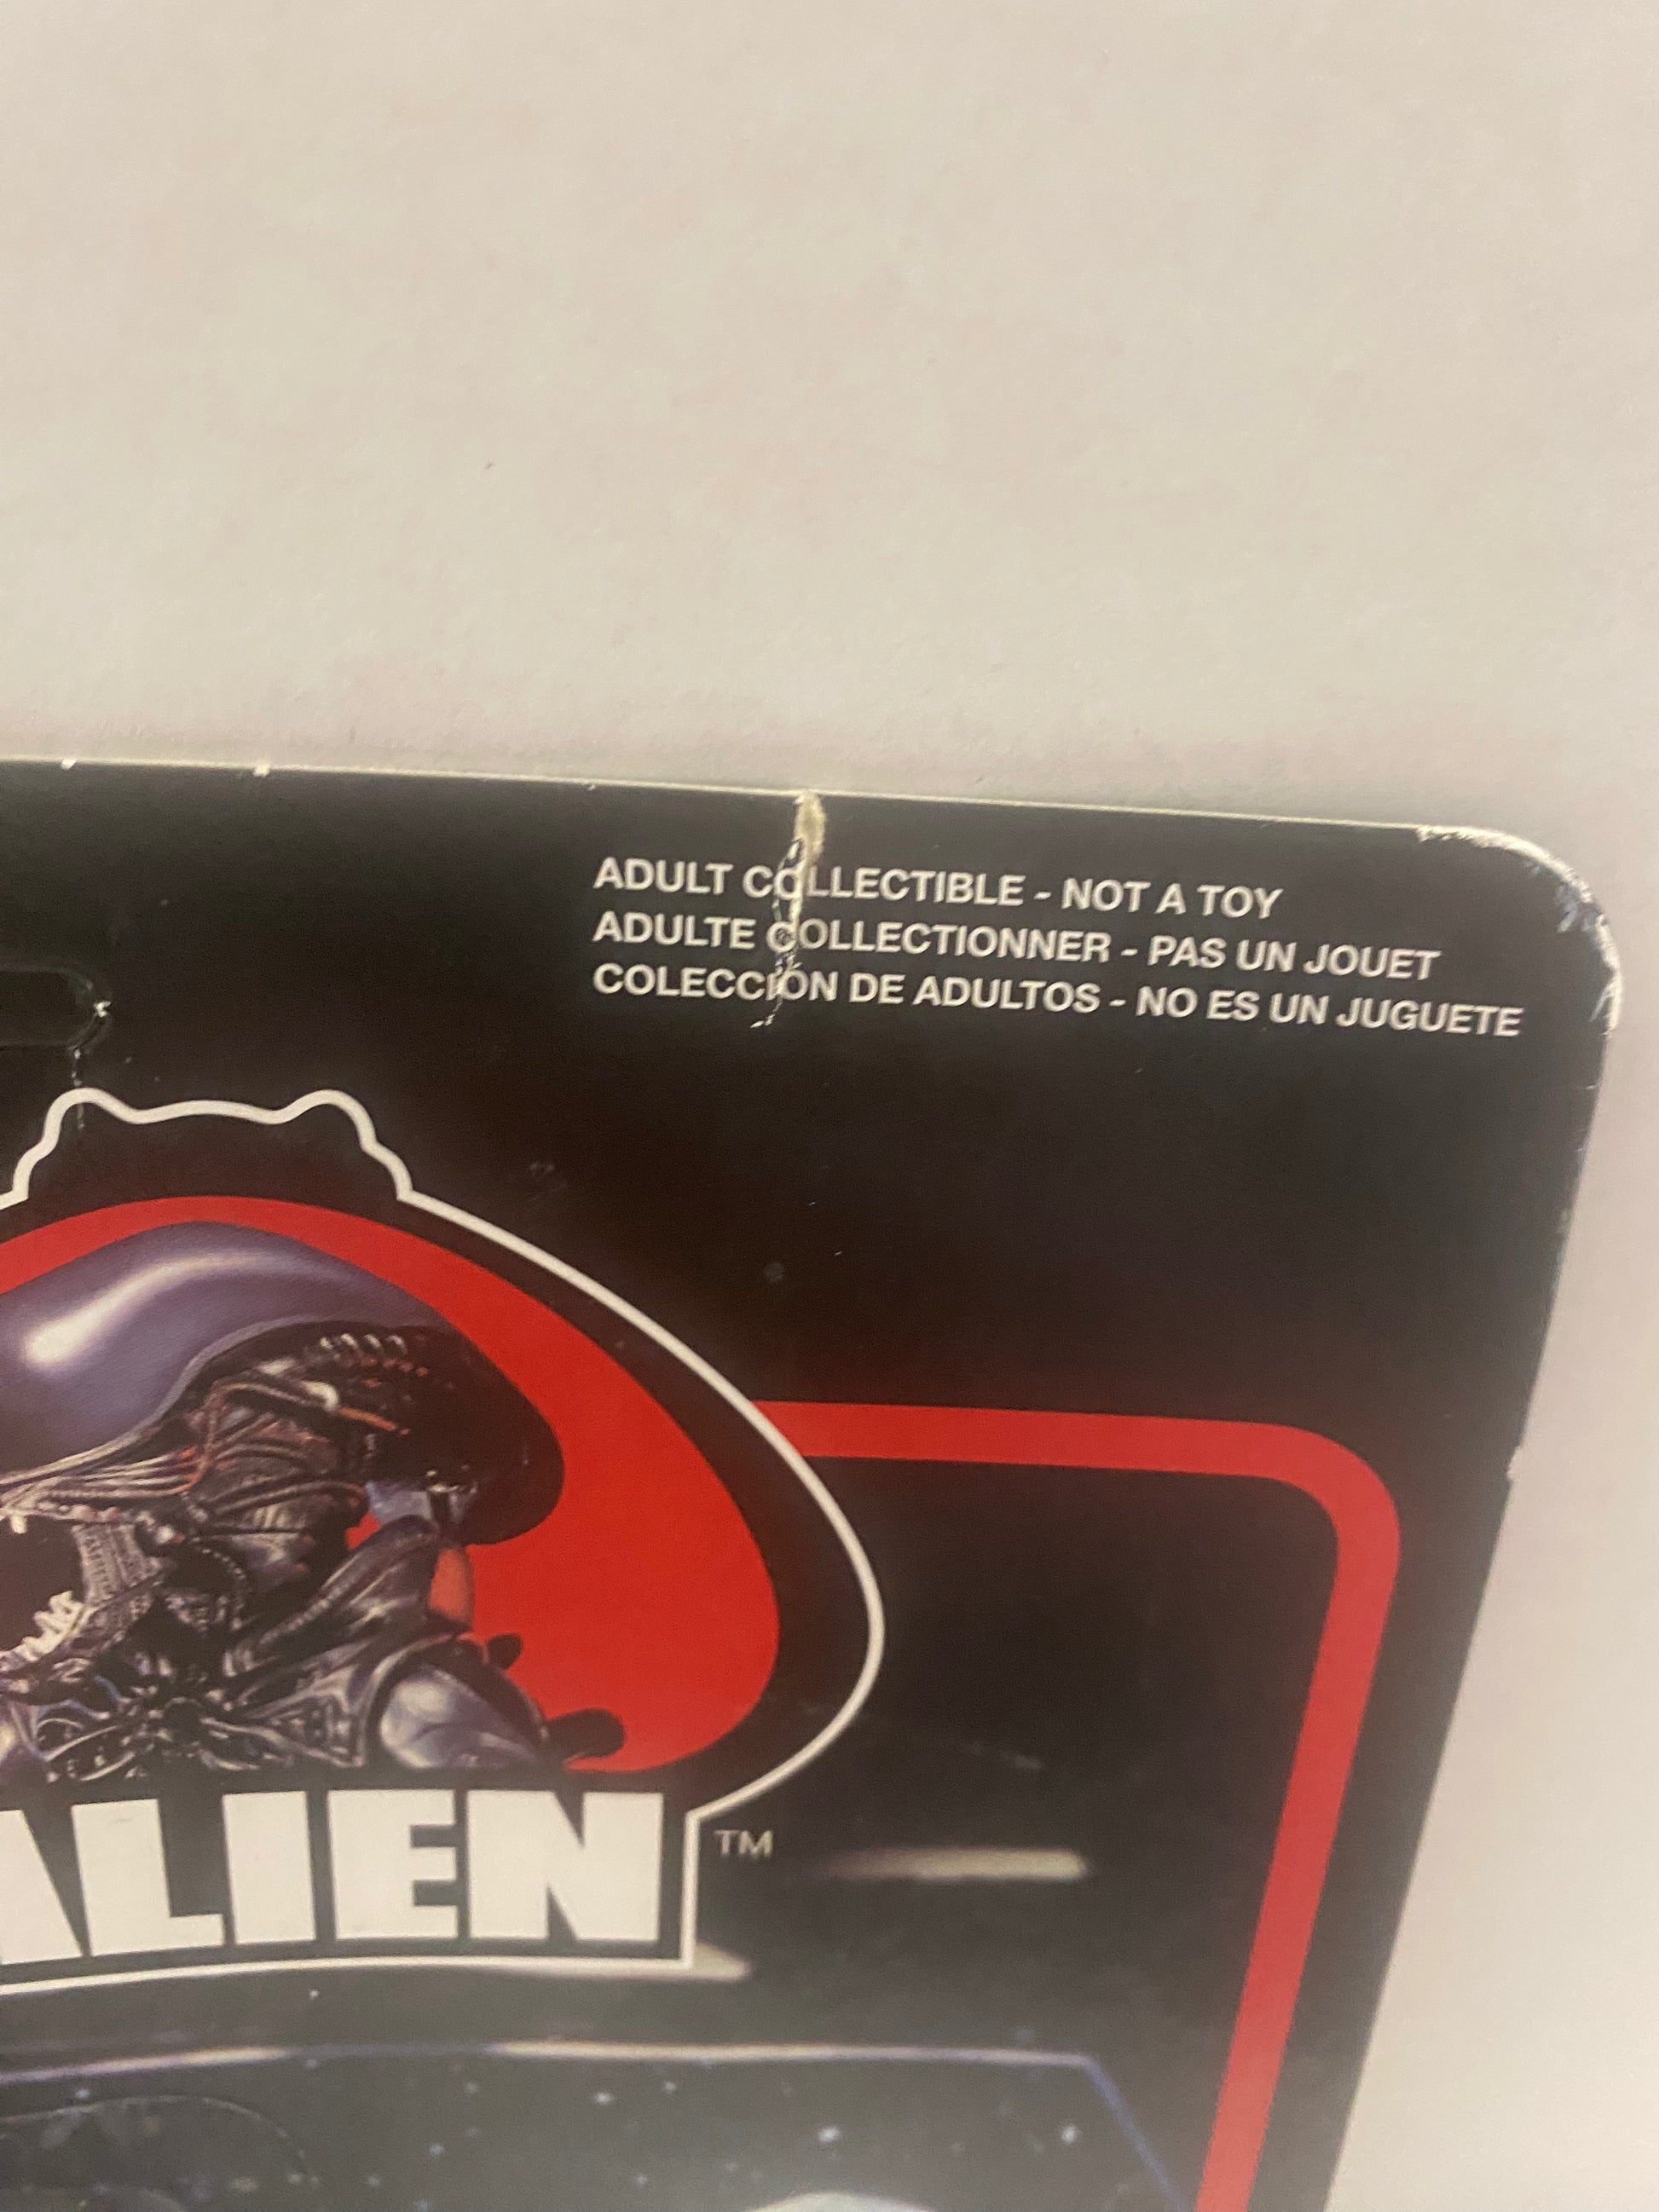 ADULT COLLECTIBLE - NOT A TOY
ADULTE COLLECTIONNER - PAS UN JOUET
COLECCIÓN DE ADULTOS - NO ES UN JUGUETE
ALIEN
TM